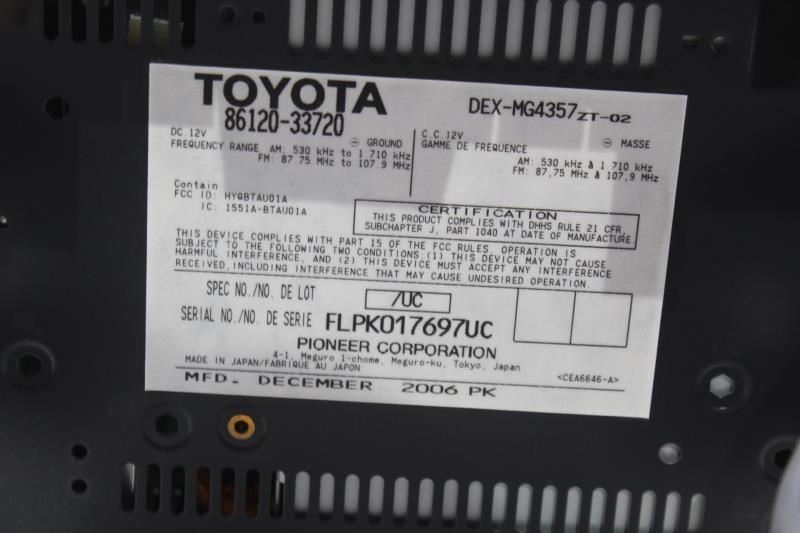 TOYOTA
86120-33720
DEX-MG4357ZT-02
DC.12V ⊖ GROUND
FREQUENCY RANGE AM: 530 kHz to 1 710 kHz
FM: 87.75 MHz to 107.9 MHz
C.C.12V ⊖ MASSE
GAMME DE FREQUENCE
AM: 530 kHz à 1 710 kHz
FM: 87,75 MHz à 107,9 MHz
Contain
FCC ID: HYQBTAU01A
IC: 1551A-BTAU01A
CERTIFICATION
THIS PRODUCT COMPLIES WITH DHHS RULE 21 CFR,
SUBCHAPTER J, PART 1040 AT DATE OF MANUFACTURE
THIS DEVICE COMPLIES WITH PART 15 OF THE FCC RULES. OPERATION IS
SUBJECT TO THE FOLLOWING TWO CONDITIONS:(1) THIS DEVICE MAY NOT CAUSE
HARMFUL INTERFERENCE, AND (2) THIS DEVICE MUST ACCEPT ANY INTERFERENCE
RECEIVED,INCLUDING INTERFERENCE THAT MAY CAUSE UNDESIRED OPERATION.
SPEC NO./NO. DE LOT /UC
SERIAL NO./NO. DE SERIE FLPK017697UC
PIONEER CORPORATION
4-1, Meguro 1-chome, Meguro-ku, Tokyo, Japan
MADE IN JAPAN/FABRIQUE AU JAPON
<CEA6646-A>
MFD. DECEMBER 2006 PK